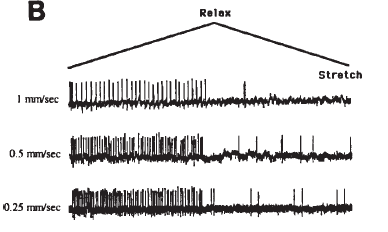 B
Relax
Stretch
1 mm/sec
0.5 mm/sec
0.25 mm/sec